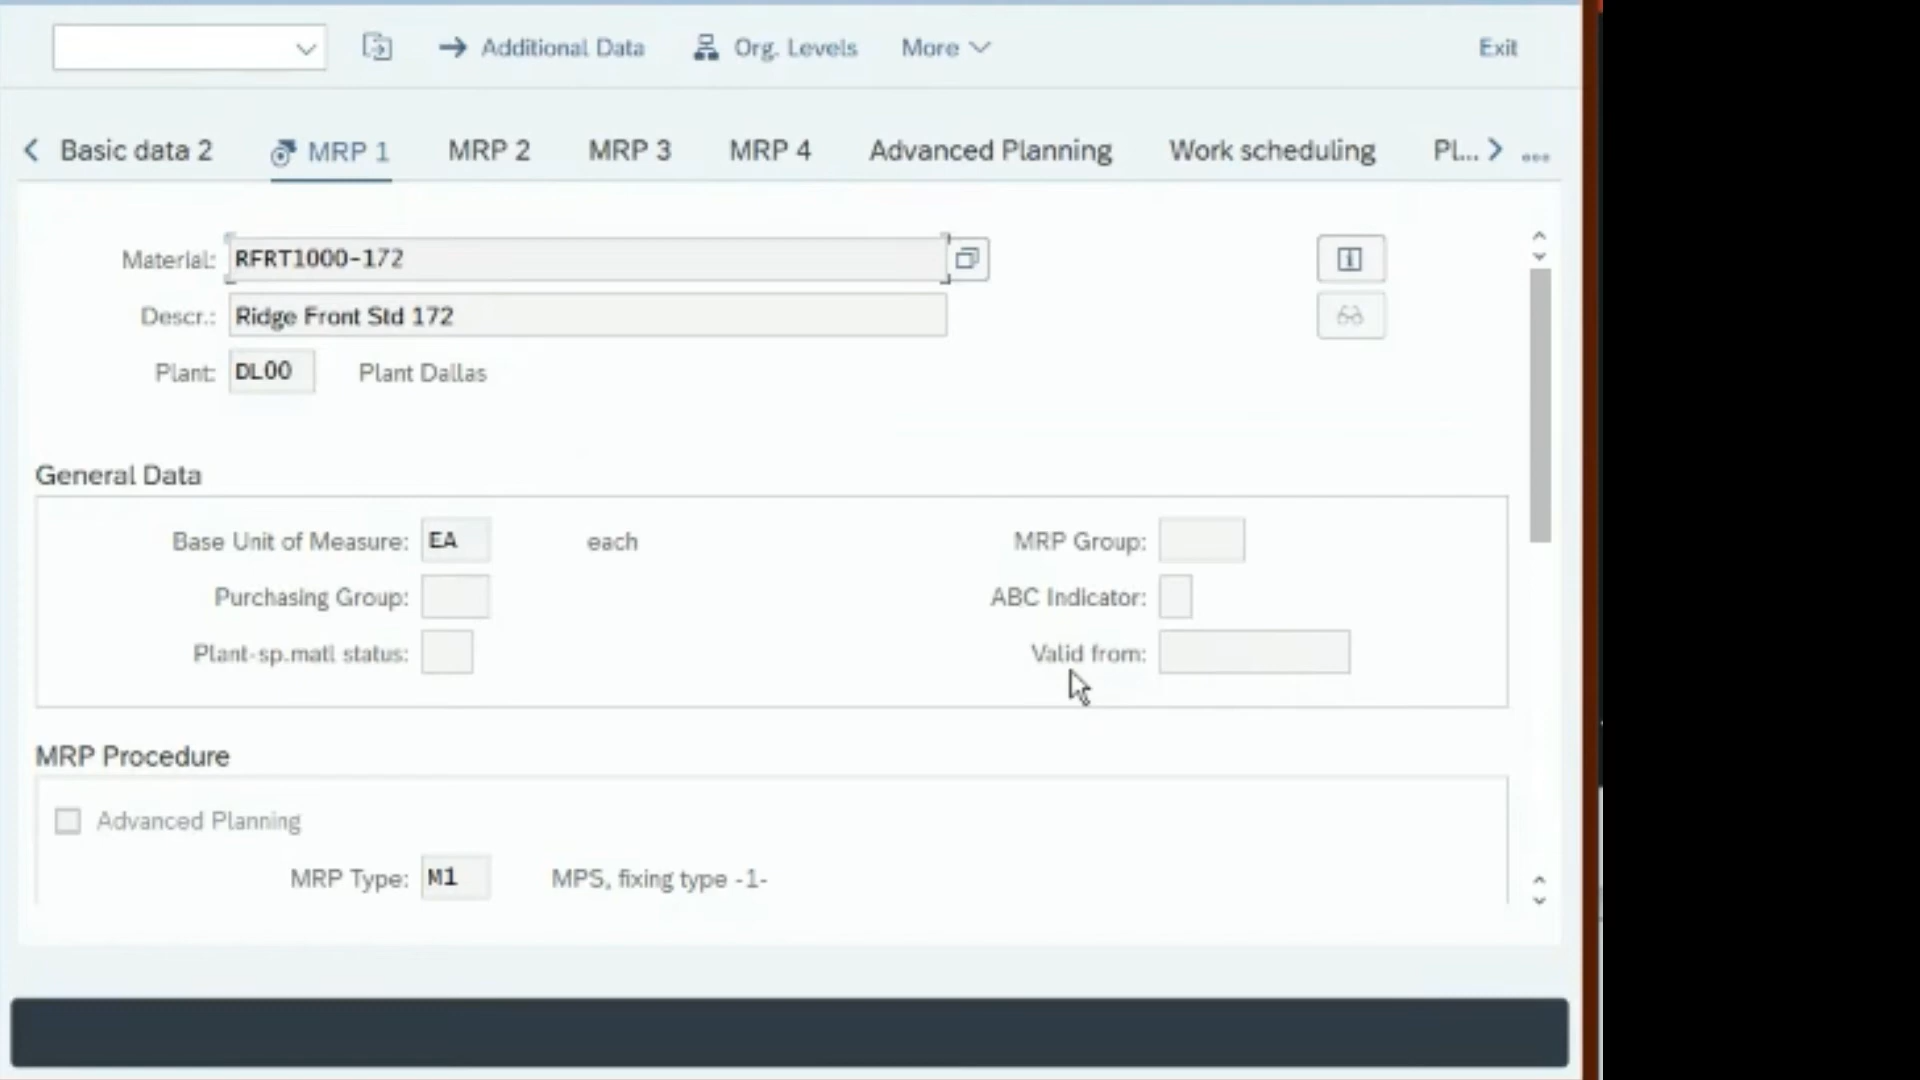 Additional Data Org. Levels More Exit
Basic data 2 MRP 1 MRP 2 MRP 3 MRP 4 Advanced Planning Work scheduling Pl...
Material: RFRT1000-172
Descr.: Ridge Front Std 172
Plant: DL00 Plant Dallas
General Data
Base Unit of Measure: EA each MRP Group:
Purchasing Group: ABC Indicator:
Plant-sp.matl status: Valid from:
MRP Procedure
Advanced Planning
MRP Type: M1 MPS, fixing type -1-